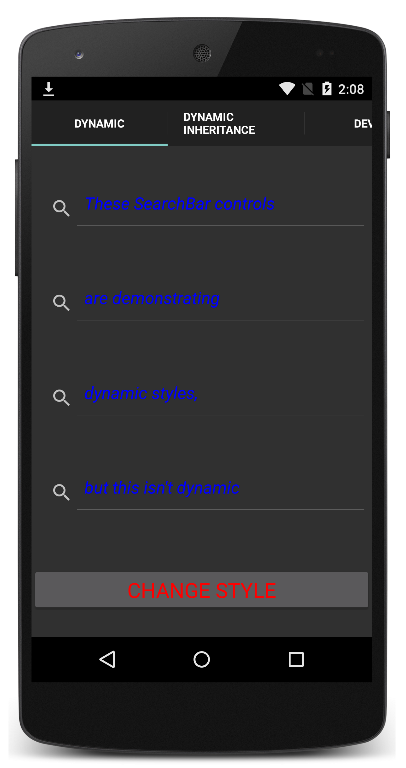 2:08
DYNAMIC
DYNAMIC
INHERITANCE
DEV
These SearchBar controls
are demonstrating
dynamic styles,
but this isn't dynamic
CHANGE STYLE